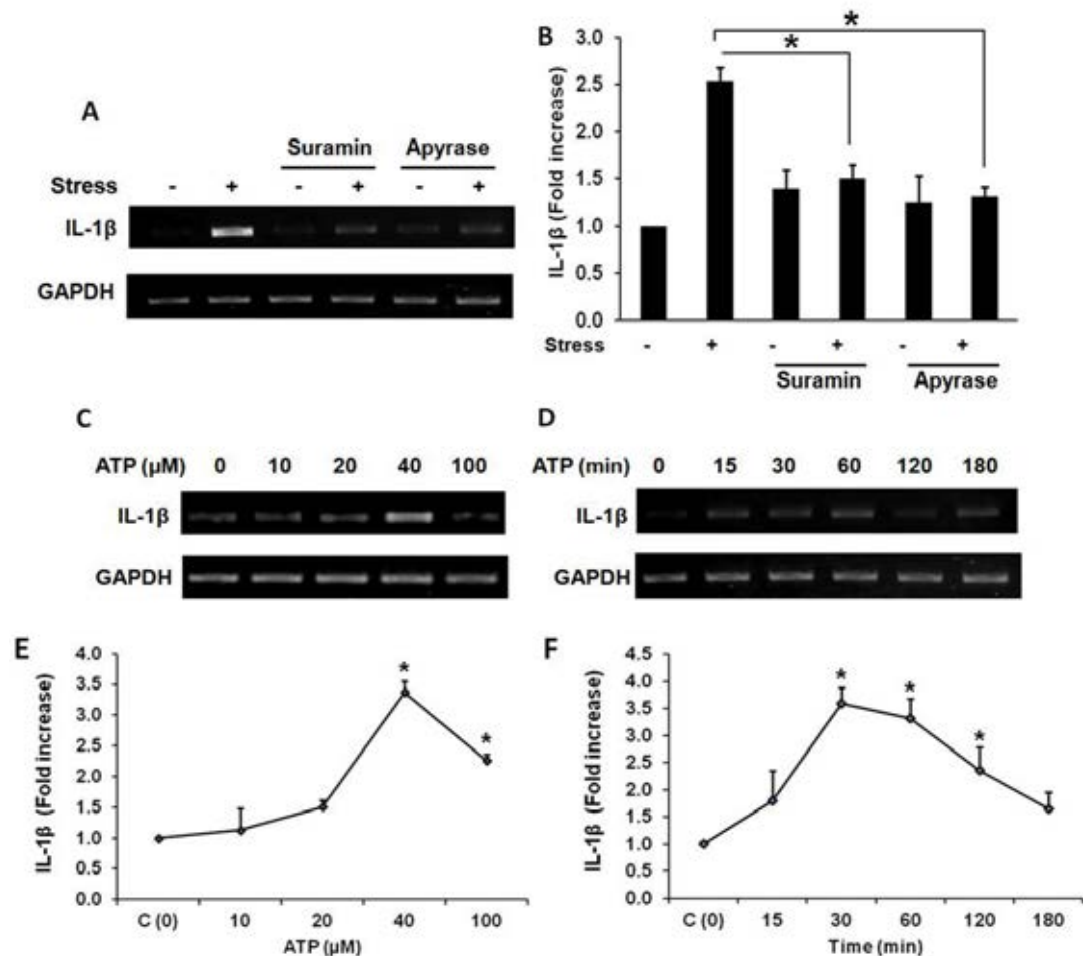 A
Suramin Apyrase
Stress - + - + - +
IL-1β
GAPDH
B
IL-1β (Fold increase)
3.0
2.5
2.0
1.5
1.0
0.5
0.0
* *
Stress - + - + - +
Suramin Apyrase
C
ATP (µM) 0 10 20 40 100
IL-1β
GAPDH
D
ATP (min) 0 15 30 60 120 180
IL-1β
GAPDH
E
IL-1β (Fold increase)
4.0
3.5
3.0
2.5
2.0
1.5
1.0
0.5
0.0
* *
C (0) 10 20 40 100
ATP (µM)
F
IL-1β (Fold increase)
4.5
4.0
3.5
3.0
2.5
2.0
1.5
1.0
0.5
0.0
* * *
C (0) 15 30 60 120 180
Time (min)